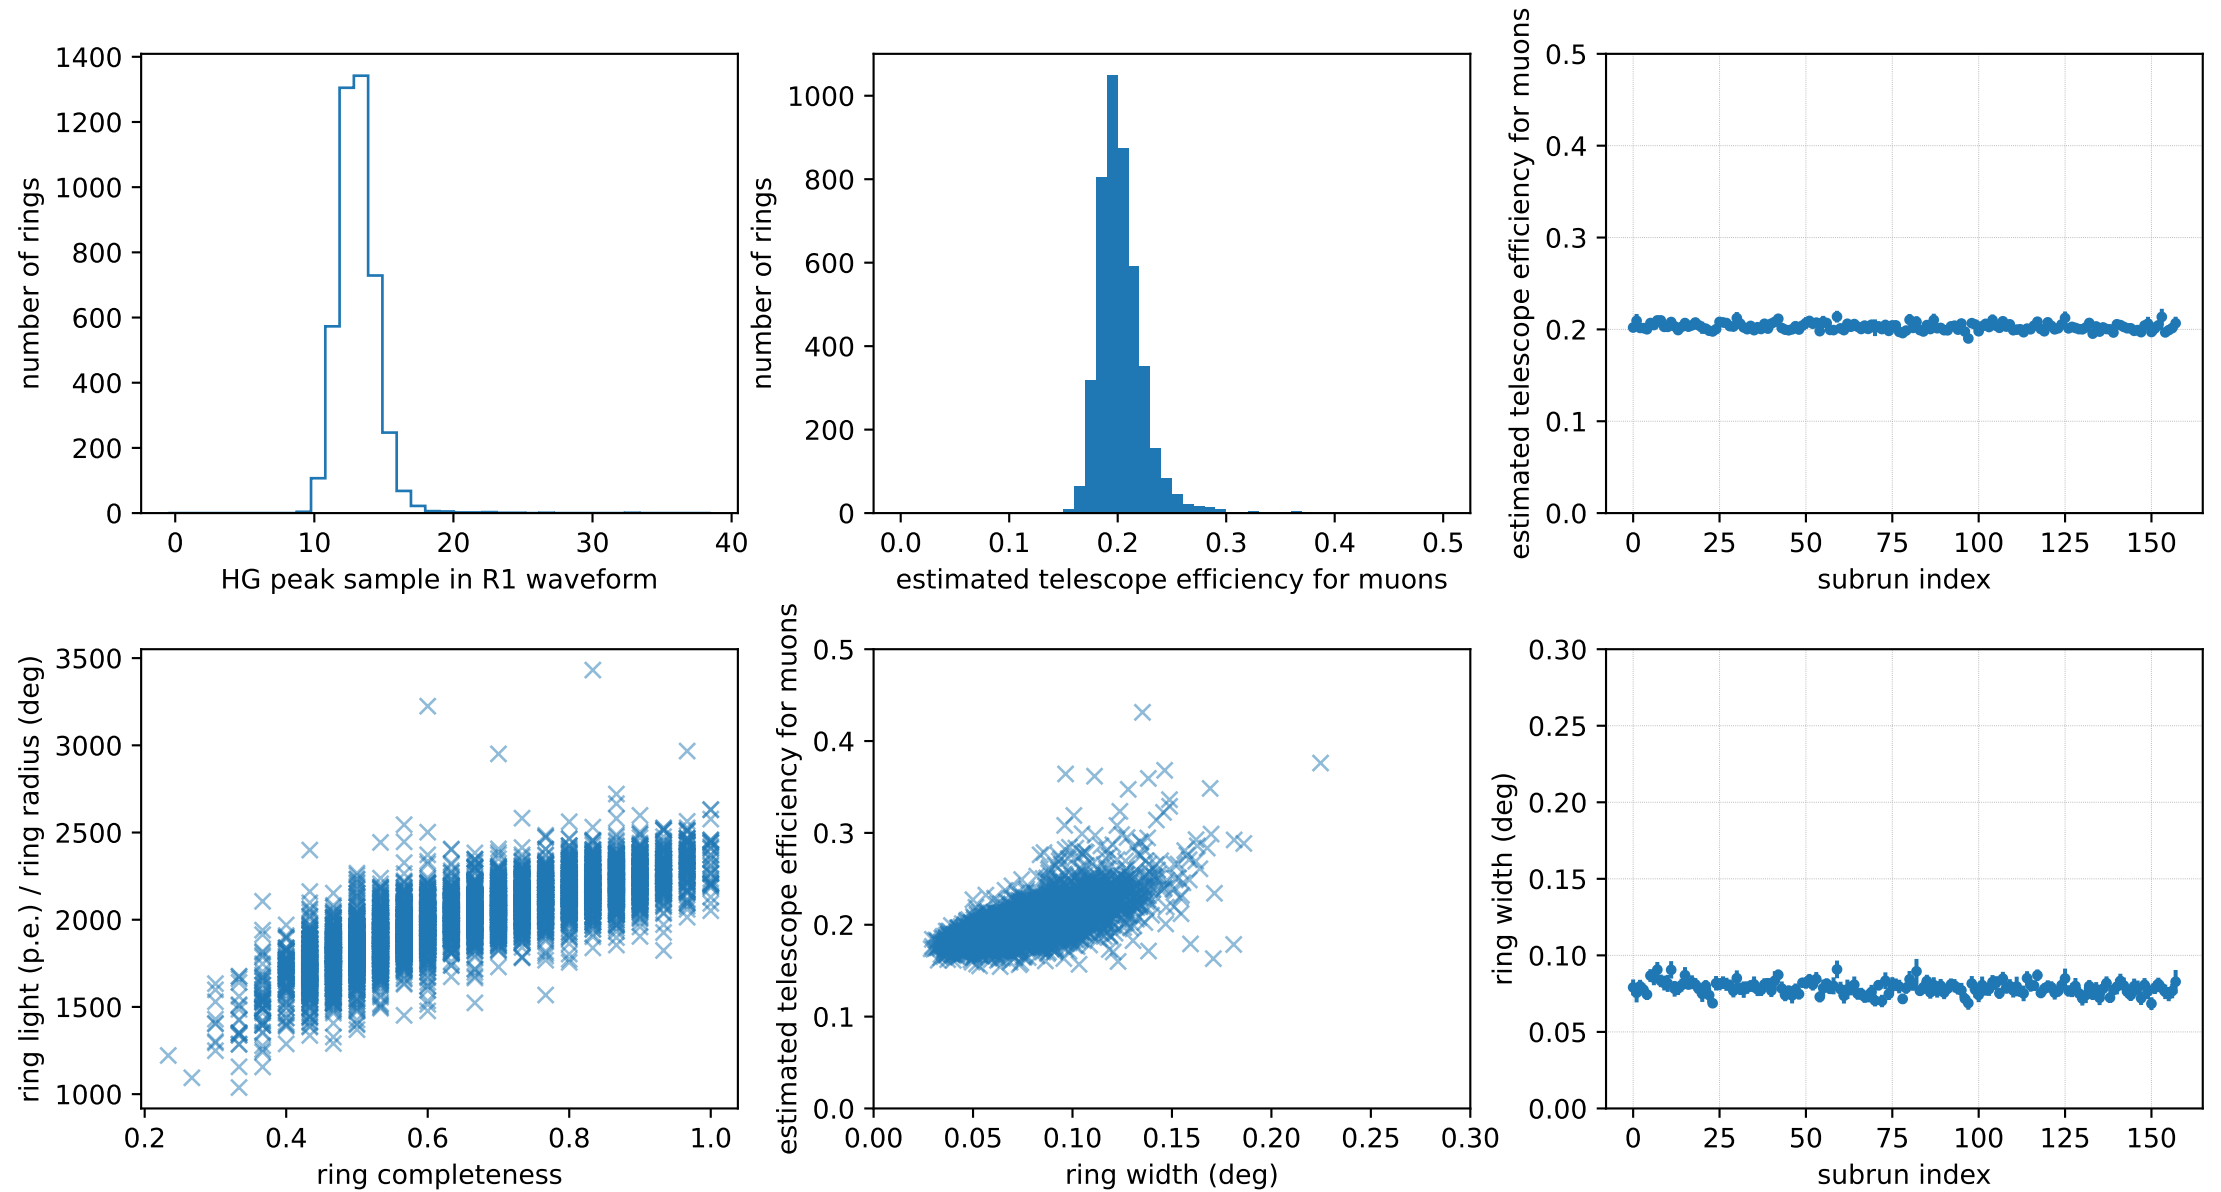 number of rings
1400
1200
1000
800
600
400
200
0
0 10 20 30 40
HG peak sample in R1 waveform
number of rings
1000
800
600
400
200
0
0.0 0.1 0.2 0.3 0.4 0.5
estimated telescope efficiency for muons
estimated telescope efficiency for muons
0.5
0.4
0.3
0.2
0.1
0.0
0 25 50 75 100 125 150
subrun index
ring light (p.e.) / ring radius (deg)
3500
3000
2500
2000
1500
1000
0.2 0.4 0.6 0.8 1.0
ring completeness
estimated telescope efficiency for muons
0.5
0.4
0.3
0.2
0.1
0.0
0.00 0.05 0.10 0.15 0.20 0.25 0.30
ring width (deg)
ring width (deg)
0.30
0.25
0.20
0.15
0.10
0.05
0.00
0 25 50 75 100 125 150
subrun index